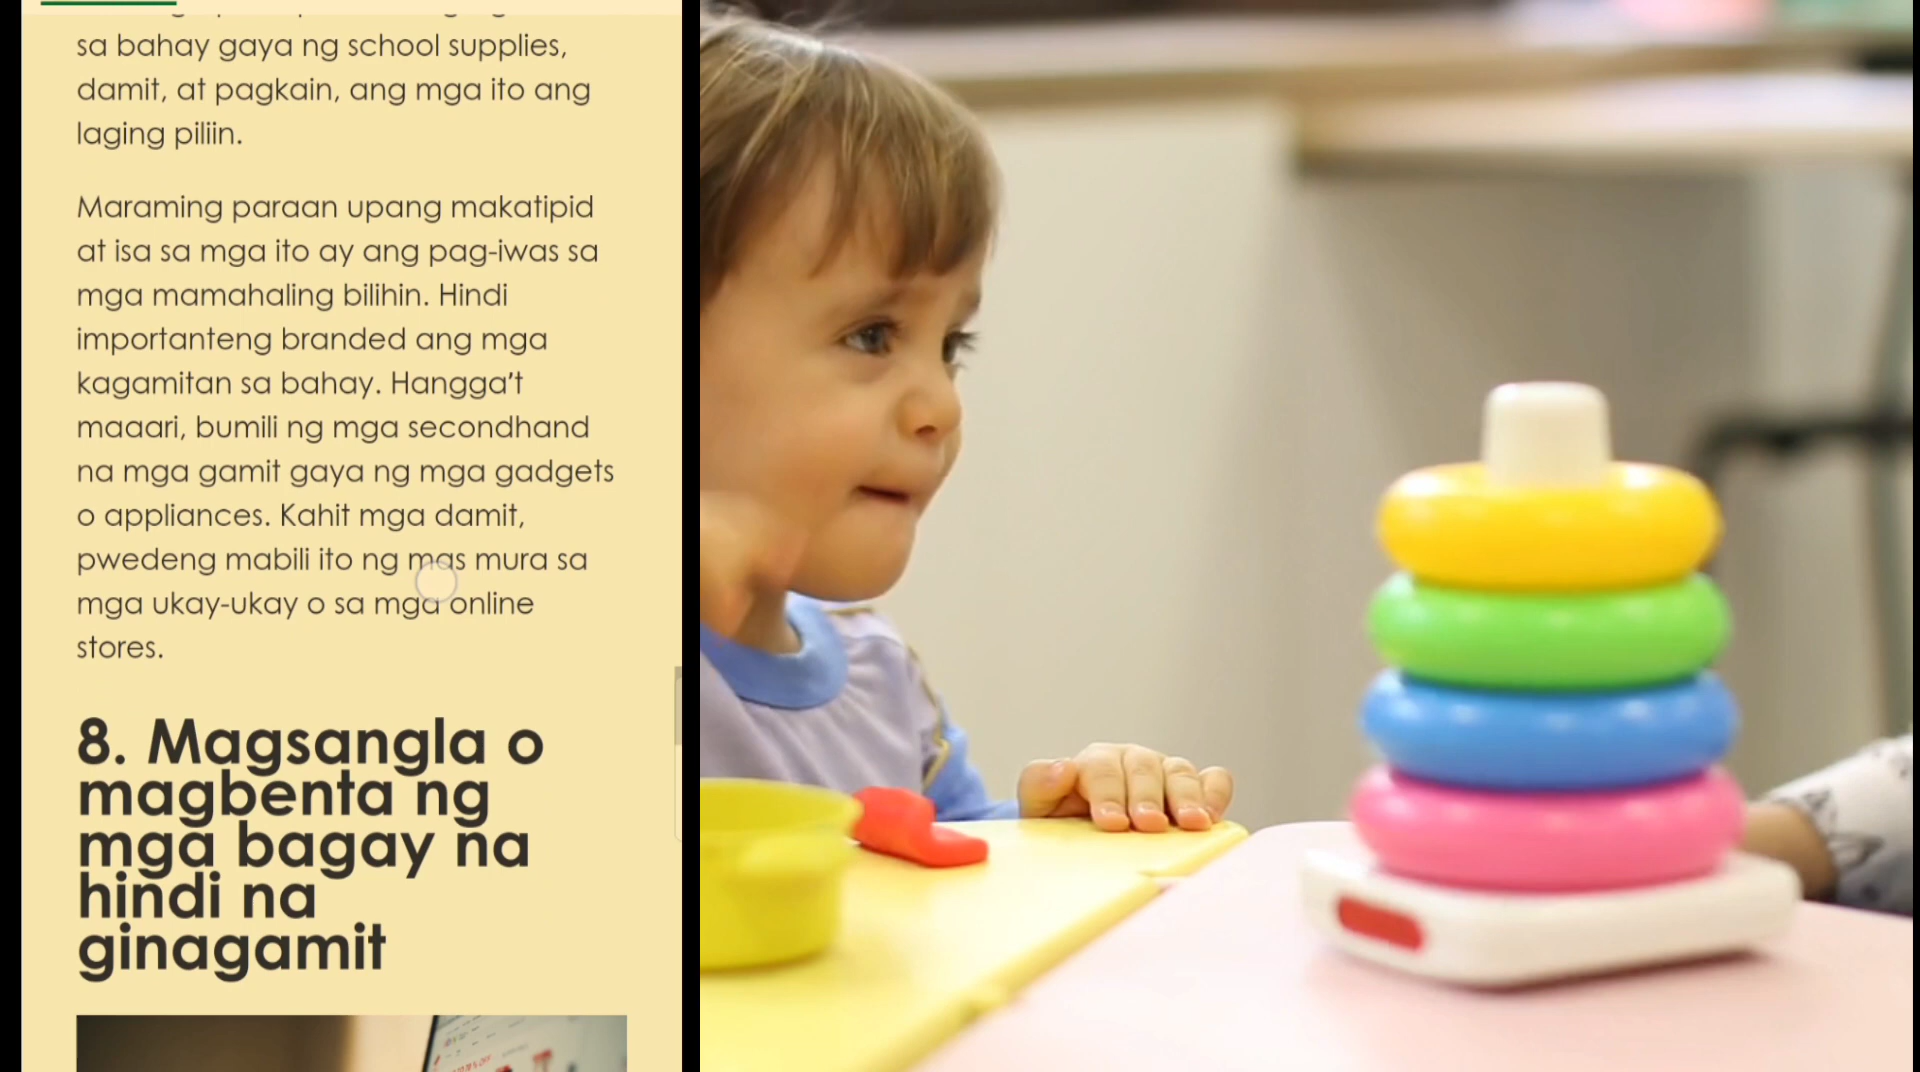 sa bahay gaya ng school supplies,
damit, at pagkain, ang mga ito ang
laging piliin.
Maraming paraan upang makatipid
at isa sa mga ito ay ang pag-iwas sa
mga mamahaling bilihin. Hindi
importanteng branded ang mga
kagamitan sa bahay. Hangga't
maaari, bumili ng mga secondhand
na mga gamit gaya ng mga gadgets
o appliances. Kahit mga damit,
pwedeng mabili ito ng mas mura sa
mga ukay-ukay o sa mga online
stores.
8. Magsangla o
magbenta ng
mga bagay na
hindi na
ginagamit